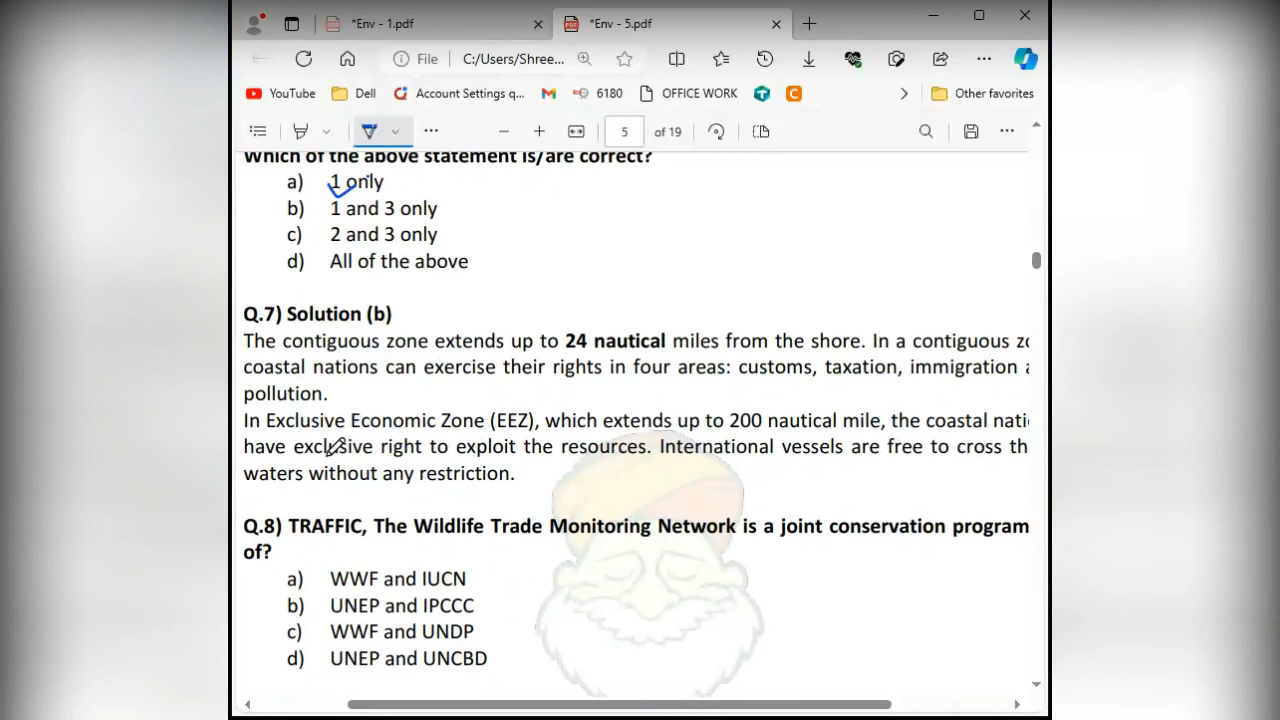 *Env - 1.pdf
*Env - 5.pdf
File
C:/Users/Shree...
YouTube
Dell
Account Settings q...
6180
OFFICE WORK
Other favorites
5
of 19
Which of the above statement is/are correct?
a) 1 only
b) 1 and 3 only
c) 2 and 3 only
d) All of the above
Q.7) Solution (b)
The contiguous zone extends up to 24 nautical miles from the shore. In a contiguous zo
coastal nations can exercise their rights in four areas: customs, taxation, immigration a
pollution.
In Exclusive Economic Zone (EEZ), which extends up to 200 nautical mile, the coastal nati
have exclusive right to exploit the resources. International vessels are free to cross th
waters without any restriction.
Q.8) TRAFFIC, The Wildlife Trade Monitoring Network is a joint conservation program
of?
a) WWF and IUCN
b) UNEP and IPCCC
c) WWF and UNDP
d) UNEP and UNCBD